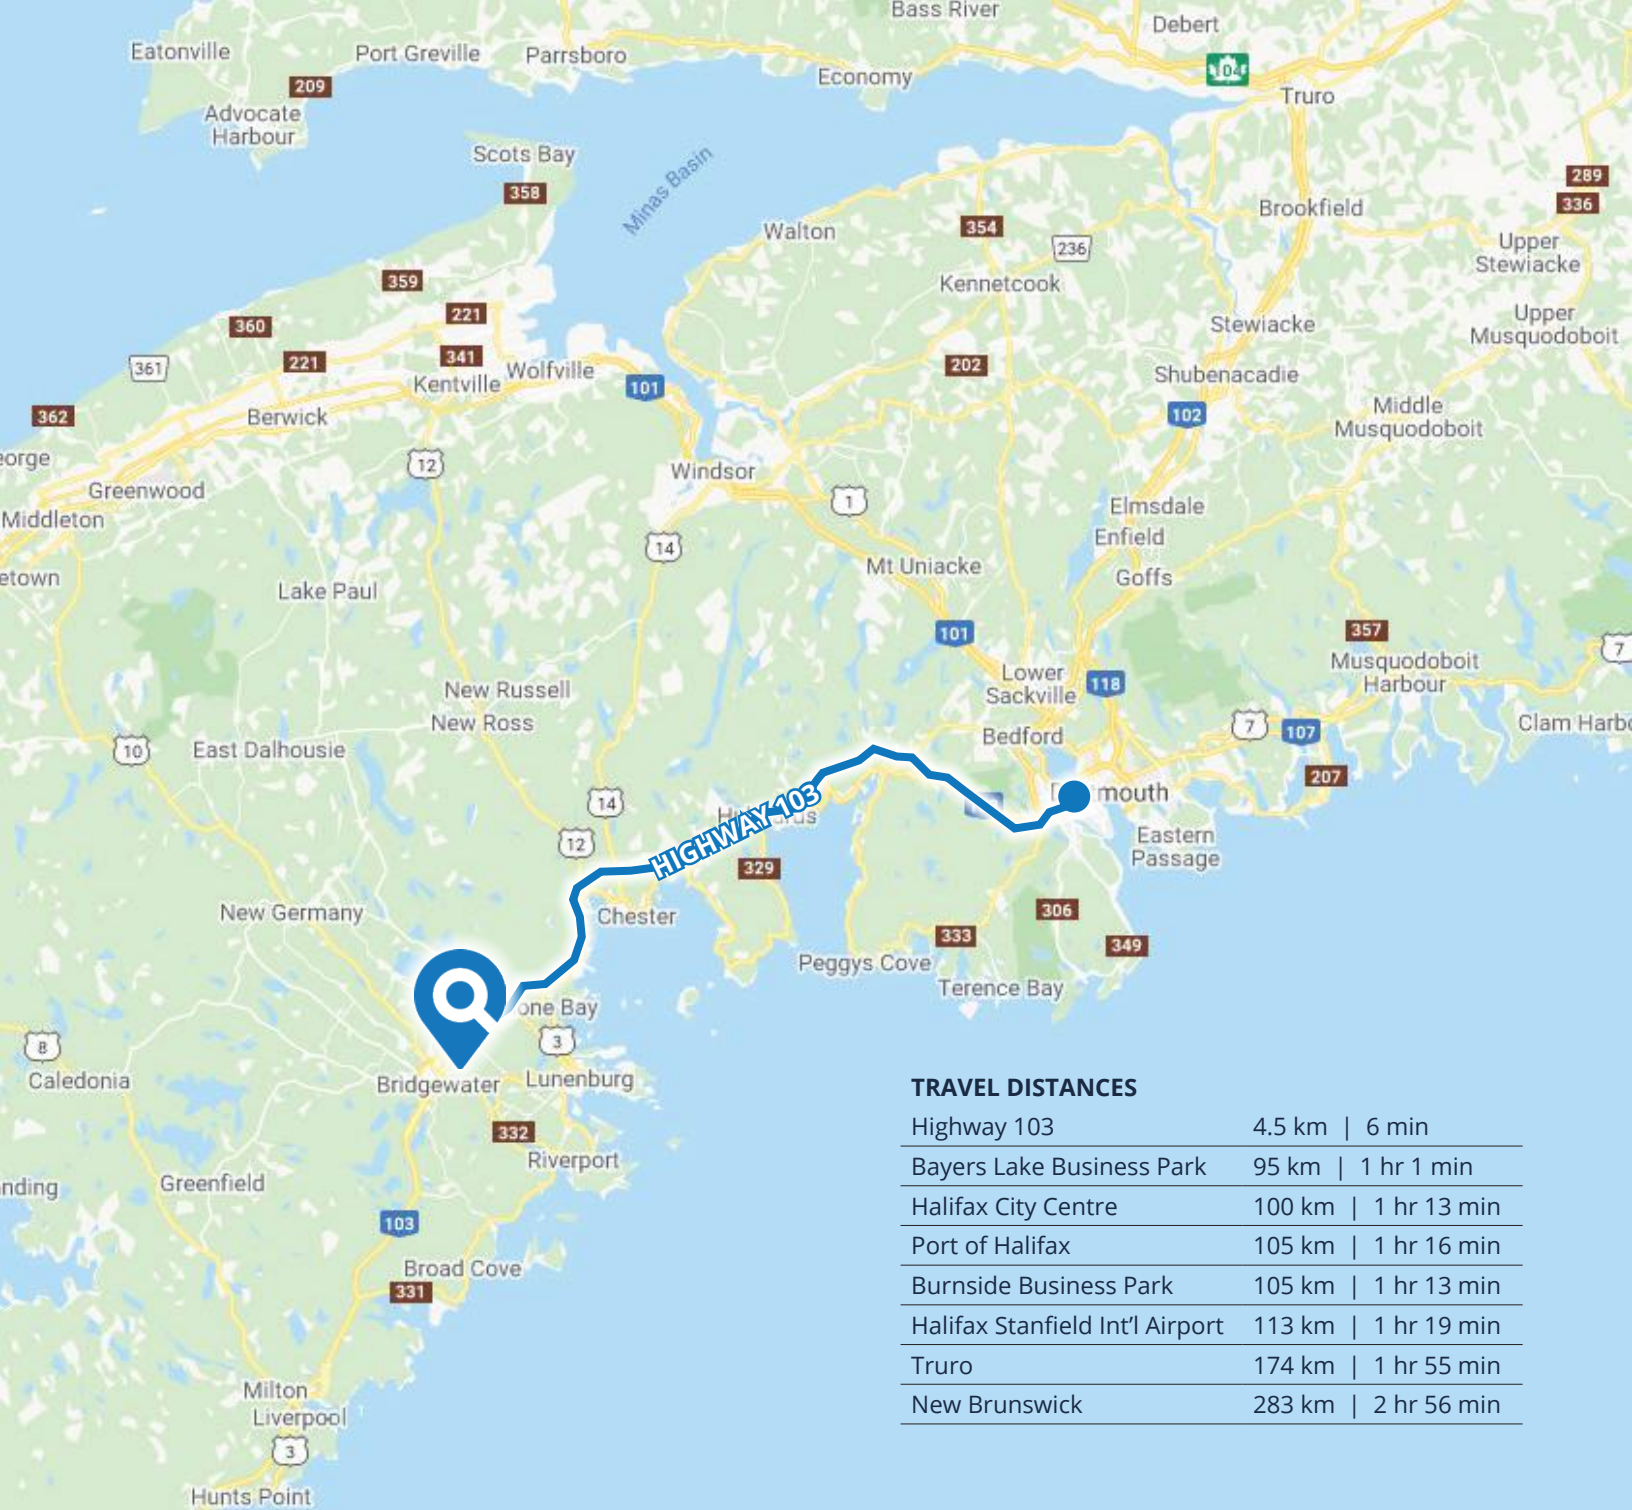 Bass River
Debert
Eatonville
Port Greville
Parrsboro
Economy
104
Truro
209
Advocate
Harbour
Scots Bay
358
Minas Basin
289
336
Walton
354
236
Brookfield
Upper
Stewiacke
359
Kennetcook
221
360
Stewiacke
Upper
Musquodoboit
361
221
341
Wolfville
Kentville
101
202
Shubenacadie
362
Berwick
102
Middle
Musquodoboit
eorge
12
Windsor
Greenwood
1
Middleton
Elmsdale
Enfield
14
etown
Lake Paul
Mt Uniacke
Goffs
101
357
7
Musquodoboit
Harbour
New Russell
Lower
Sackville
118
New Ross
Bedford
7
107
Clam Harbo
10
East Dalhousie
207
HIGHWAY 103
mouth
14
12
Eastern
Passage
329
New Germany
Chester
306
333
349
Peggys Cove
Terence Bay
one Bay
3
8
Caledonia
Bridgewater
Lunenburg
332
Riverport
nding
Greenfield
103
Broad Cove
331
Milton
Liverpool
3
Hunts Point
TRAVEL DISTANCES
Highway 103 4.5 km | 6 min
Bayers Lake Business Park 95 km | 1 hr 1 min
Halifax City Centre 100 km | 1 hr 13 min
Port of Halifax 105 km | 1 hr 16 min
Burnside Business Park 105 km | 1 hr 13 min
Halifax Stanfield Int'l Airport 113 km | 1 hr 19 min
Truro 174 km | 1 hr 55 min
New Brunswick 283 km | 2 hr 56 min